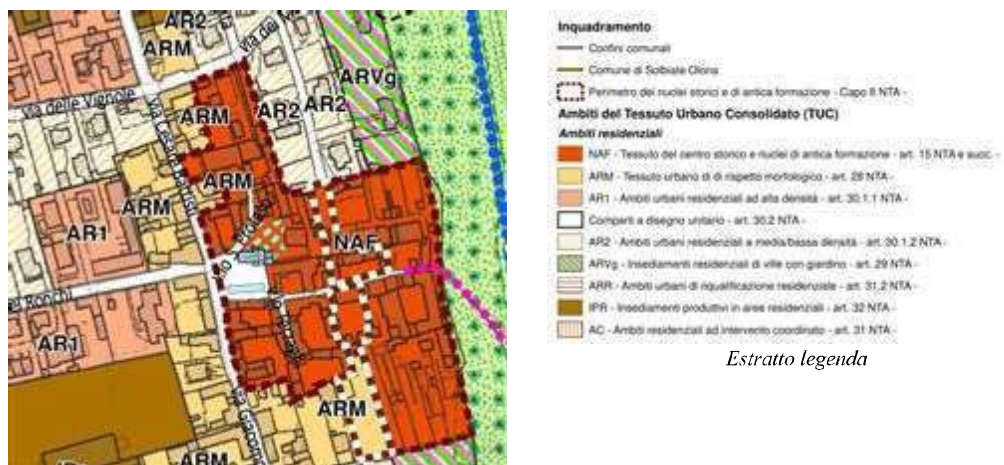 AR2
ARM
Via dei
ARVg
Via delle Vignole
ARM
AR2
AR2
ARM
ARM
AR1
NAF
AR1
ARM
Via Giacomo
ARM
Inquadramento
Confini comunali
Comune di Solbiate Olona
Perimetro dei nuclei storici e di antica formazione - Capo II NTA -
Ambiti del Tessuto Urbano Consolidato (TUC)
Ambiti residenziali
NAF - Tessuto del centro storico e nuclei di antica formazione - art. 15 NTA e succ. -
ARM - Tessuto urbano di di rispetto morfologico - art. 28 NTA -
AR1 - Ambiti urbani residenziali ad alta densità - art. 30.1.1 NTA -
Comparti a disegno unitario - art. 30.2 NTA -
AR2 - Ambiti urbani residenziali a media/bassa densità - art. 30.1.2 NTA -
ARVg - Insediamenti residenziali di ville con giardino - art. 29 NTA -
ARR - Ambiti urbani di riqualificazione residenziale - art. 31.2 NTA -
IPR - Insediamenti produttivi in aree residenziali - art. 32 NTA -
AC - Ambiti residenziali ad intervento coordinato - art. 31 NTA -
Estratto legenda